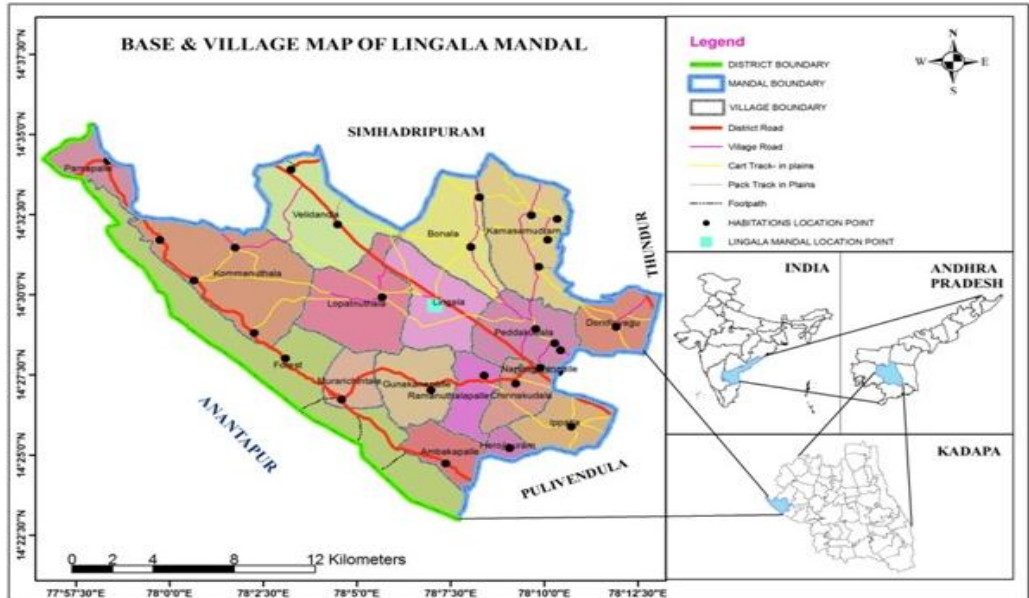 BASE & VILLAGE MAP OF LINGALA MANDAL
SIMHADRIPURAM
THUNDUR
ANANTAPUR
PULIVENDULA
Parnapalle
Velidandla
Bonala
Kamasamudram
Kommanuthala
Lopatnuthala
Lingala
Peddakudala
Dondlavagu
Forest
Murarichintala
Gunakanapalle
Ramanuthalapalle
Chinnakudala
Ippatla
Ambakapalle
0 2 4 8 12 Kilometers
14°37'0"N
14°35'0"N
14°32'30"N
14°30'0"N
14°27'30"N
14°25'0"N
14°22'30"N
77°57'30"E
78°0'0"E
78°2'30"E
78°5'0"E
78°7'30"E
78°10'0"E
78°12'30"E
Legend
DISTRICT BOUNDARY
MANDAL BOUNDARY
VILLAGE BOUNDARY
District Road
Village Road
Cart Track- in plains
Pack Track in Plains
Footpath
HABITATIONS LOCATION POINT
LINGALA MANDAL LOCATION POINT
N
W E
S
INDIA
ANDHRA
PRADESH
KADAPA